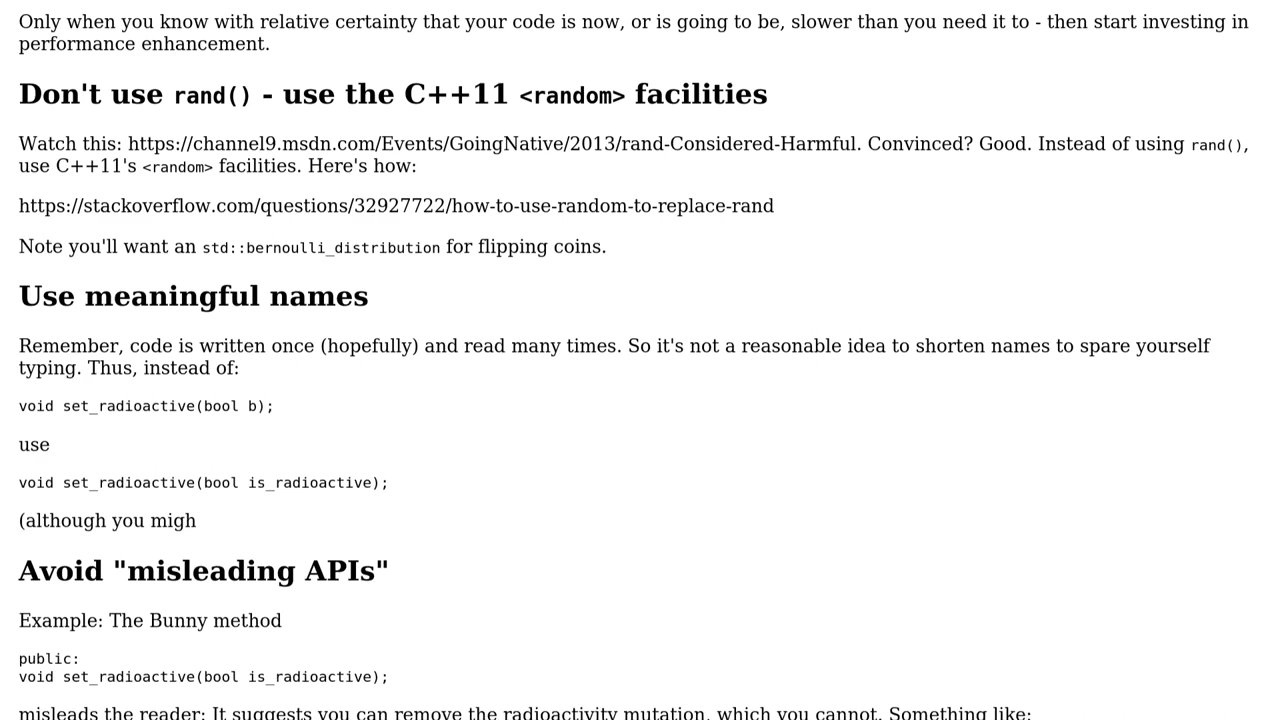 Only when you know with relative certainty that your code is now, or is going to be, slower than you need it to - then start investing in
performance enhancement.
Don't use rand() - use the C++11 <random> facilities
Watch this: https://channel9.msdn.com/Events/GoingNative/2013/rand-Considered-Harmful. Convinced? Good. Instead of using rand(),
use C++11's <random> facilities. Here's how:
https://stackoverflow.com/questions/32927722/how-to-use-random-to-replace-rand
Note you'll want an std::bernoulli_distribution for flipping coins.
Use meaningful names
Remember, code is written once (hopefully) and read many times. So it's not a reasonable idea to shorten names to spare yourself
typing. Thus, instead of:
void set_radioactive(bool b);
use
void set_radioactive(bool is_radioactive);
(although you migh
Avoid "misleading APIs"
Example: The Bunny method
public:
void set_radioactive(bool is_radioactive);
misleads the reader: It suggests you can remove the radioactivity mutation, which you cannot. Something like: